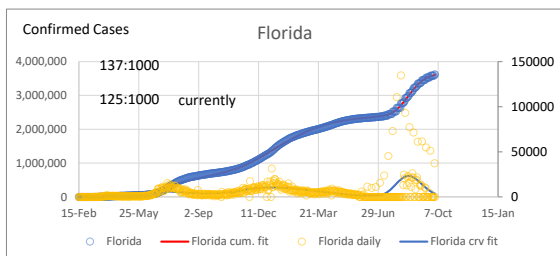 Confirmed Cases
Florida
137:1000
125:1000 currently
4,000,000
3,000,000
2,000,000
1,000,000
0
150000
100000
50000
0
15-Feb 25-May 2-Sep 11-Dec 21-Mar 29-Jun 7-Oct 15-Jan
Florida Florida cum. fit Florida daily Florida crv fit